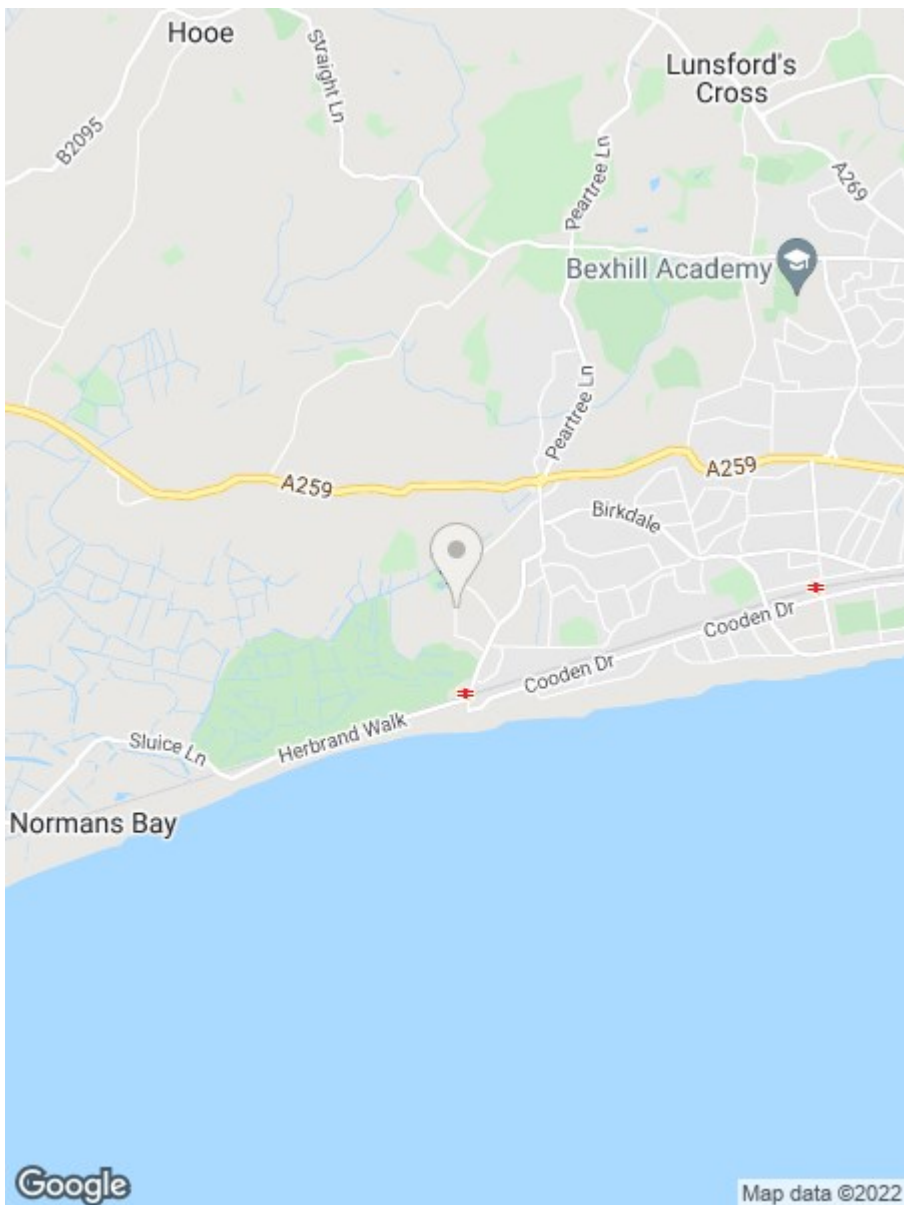 Hooe
Straight Ln
Lunsford's
Cross
B2095
Peartree Ln
A269
Bexhill Academy
Peartree Ln
A259
A259
Birkdale
Cooden Dr
Cooden Dr
Herbrand Walk
Sluice Ln
Normans Bay
Google
Map data ©2022